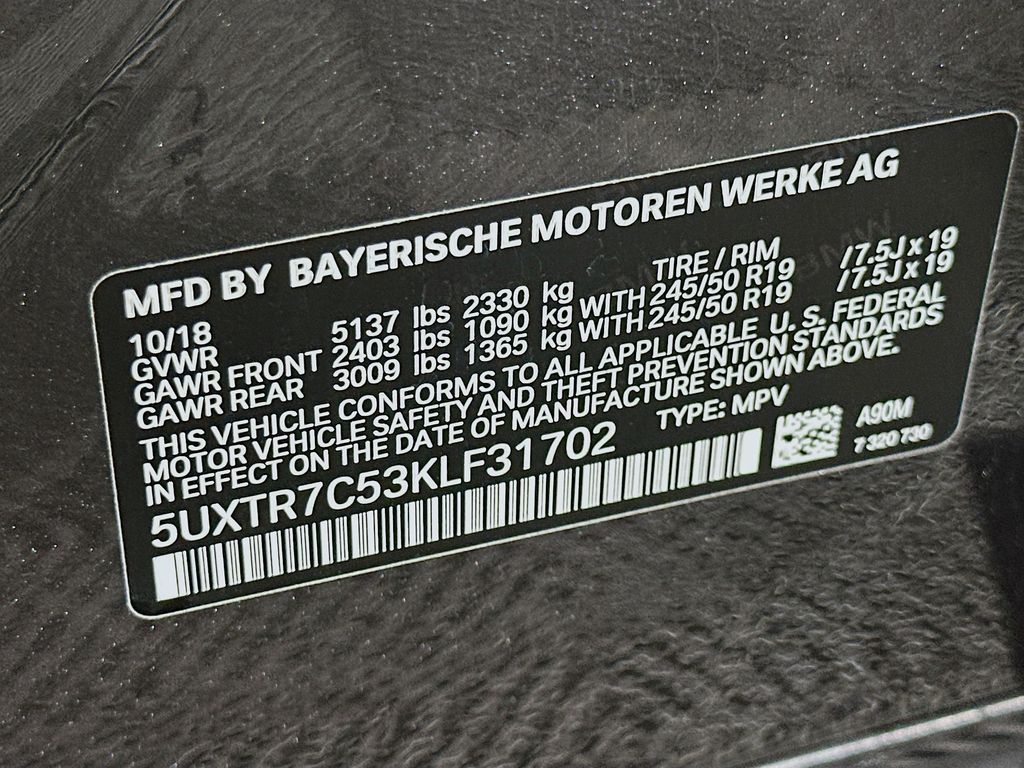 MFD BY BAYERISCHE MOTOREN WERKE AG
10/18 TIRE / RIM
GVWR 5137 lbs 2330 kg
GAWR FRONT 2403 lbs 1090 kg WITH 245/50 R19 /7.5J x 19
GAWR REAR 3009 lbs 1365 kg WITH 245/50 R19 /7.5J x 19
THIS VEHICLE CONFORMS TO ALL APPLICABLE U. S. FEDERAL
MOTOR VEHICLE SAFETY AND THEFT PREVENTION STANDARDS
IN EFFECT ON THE DATE OF MANUFACTURE SHOWN ABOVE.
5UXTR7C53KLF31702 TYPE: MPV
A90M
7 320 730